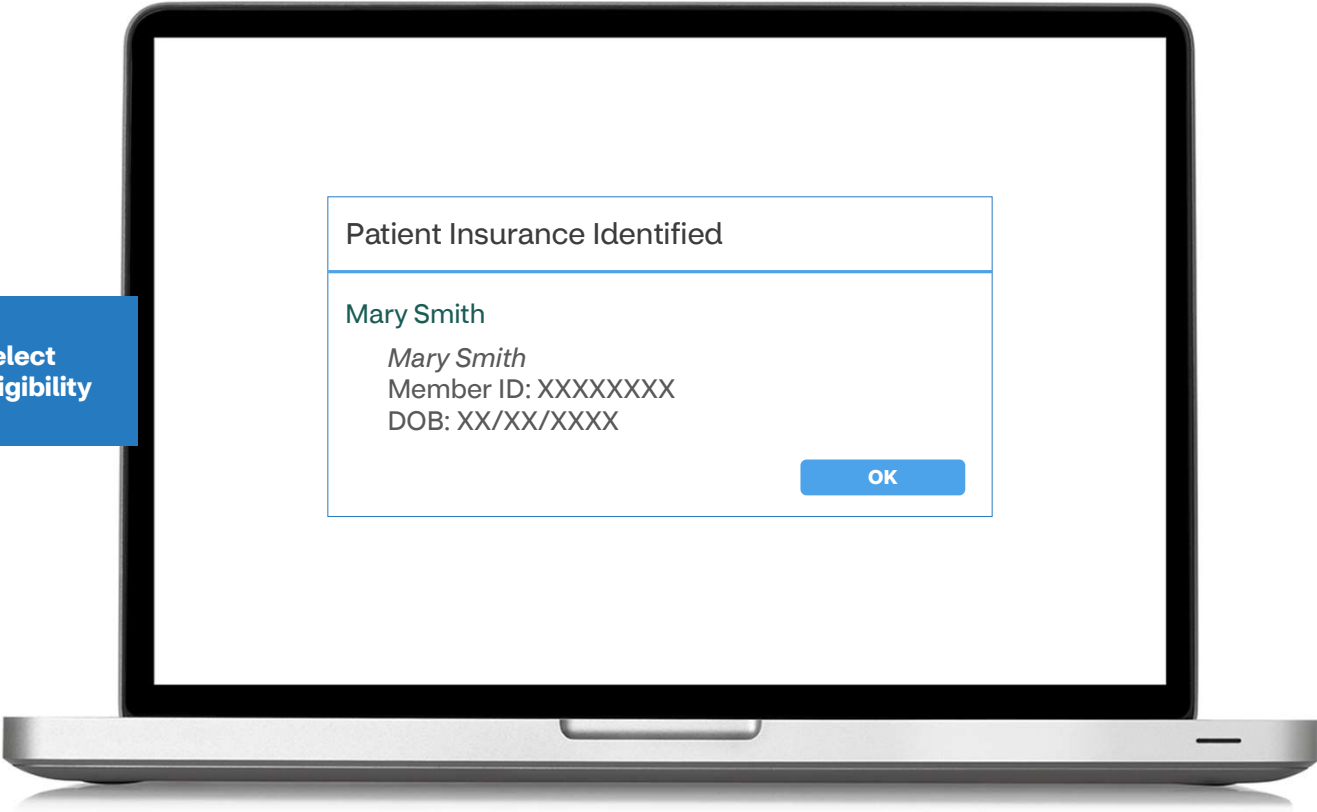 elect
igibility
Patient Insurance Identified
Mary Smith
Mary Smith
Member ID: XXXXXXXX
DOB: XX/XX/XXXX
OK